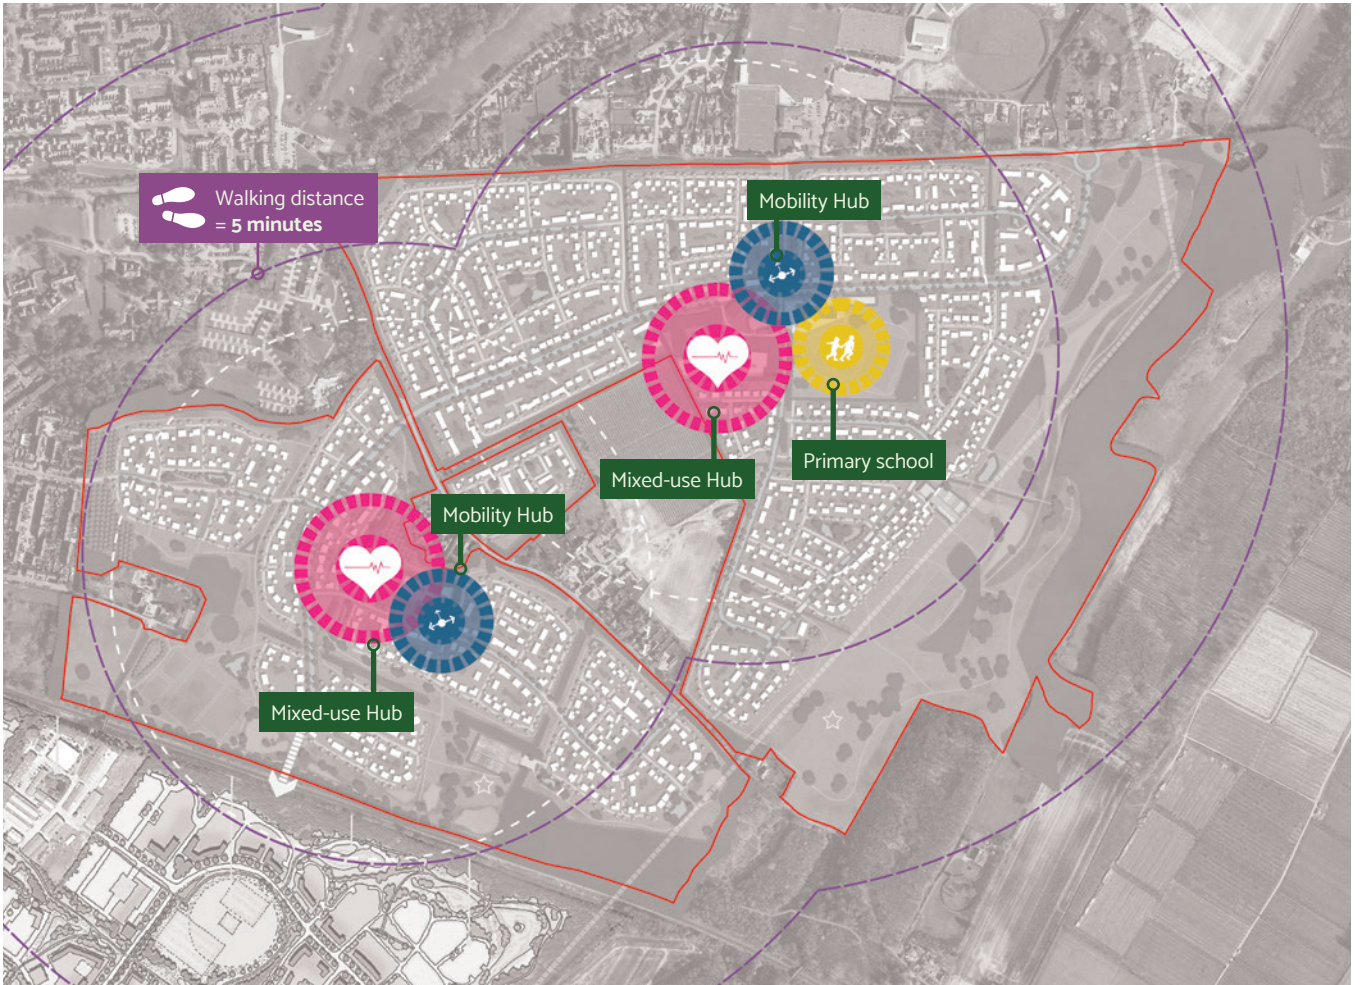 Walking distance
= 5 minutes
Mobility Hub
Mixed-use Hub
Primary school
Mobility Hub
Mixed-use Hub